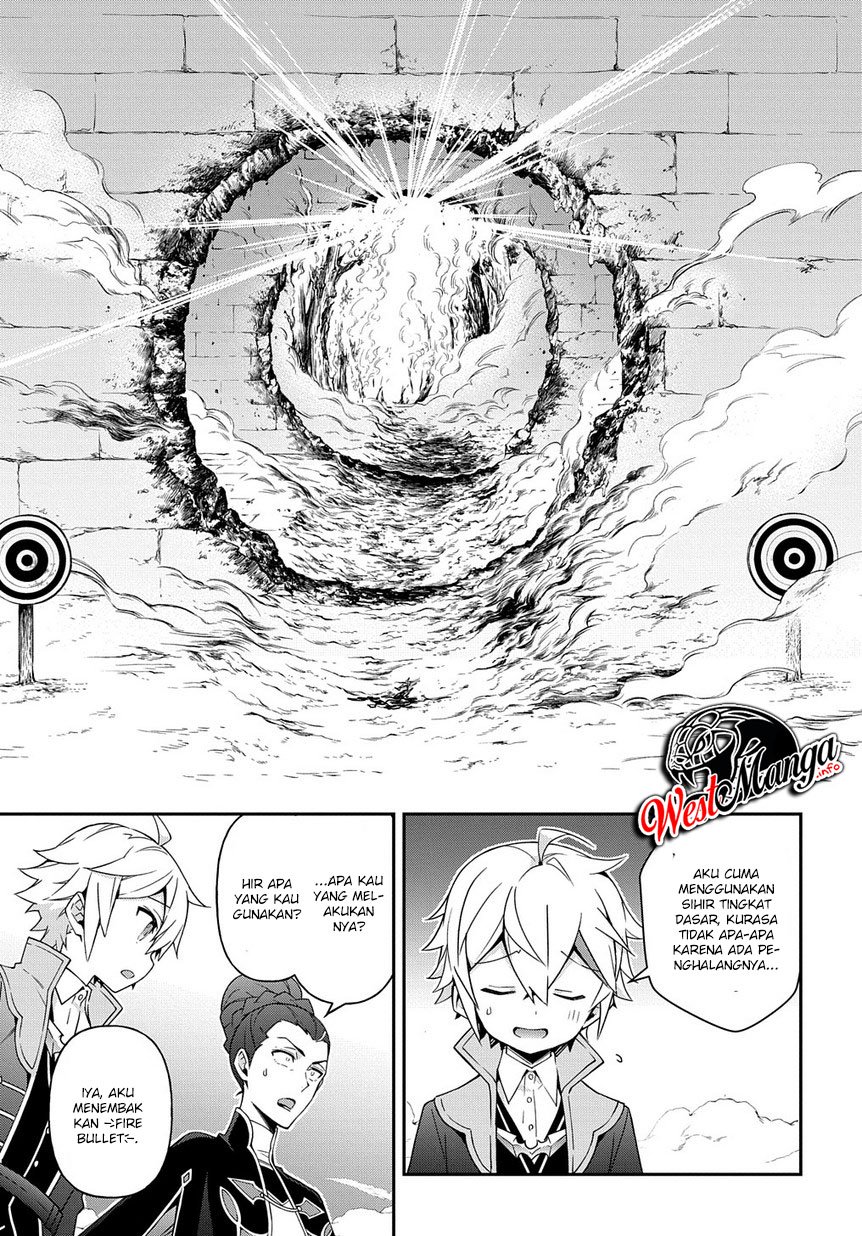 WestManga
.info
AKU CUMA
MENGGUNAKAN
SIHIR TINGKAT
DASAR, KURASA
TIDAK APA-APA
KARENA ADA PE-
NGHALANGNYA...
...APA KAU
YANG MEL-
AKUKAN
NYA?
HIR APA
YANG KAU
GUNAKAN?
IYA, AKU
MENEMBAK
KAN ->FIRE
BULLET<-.